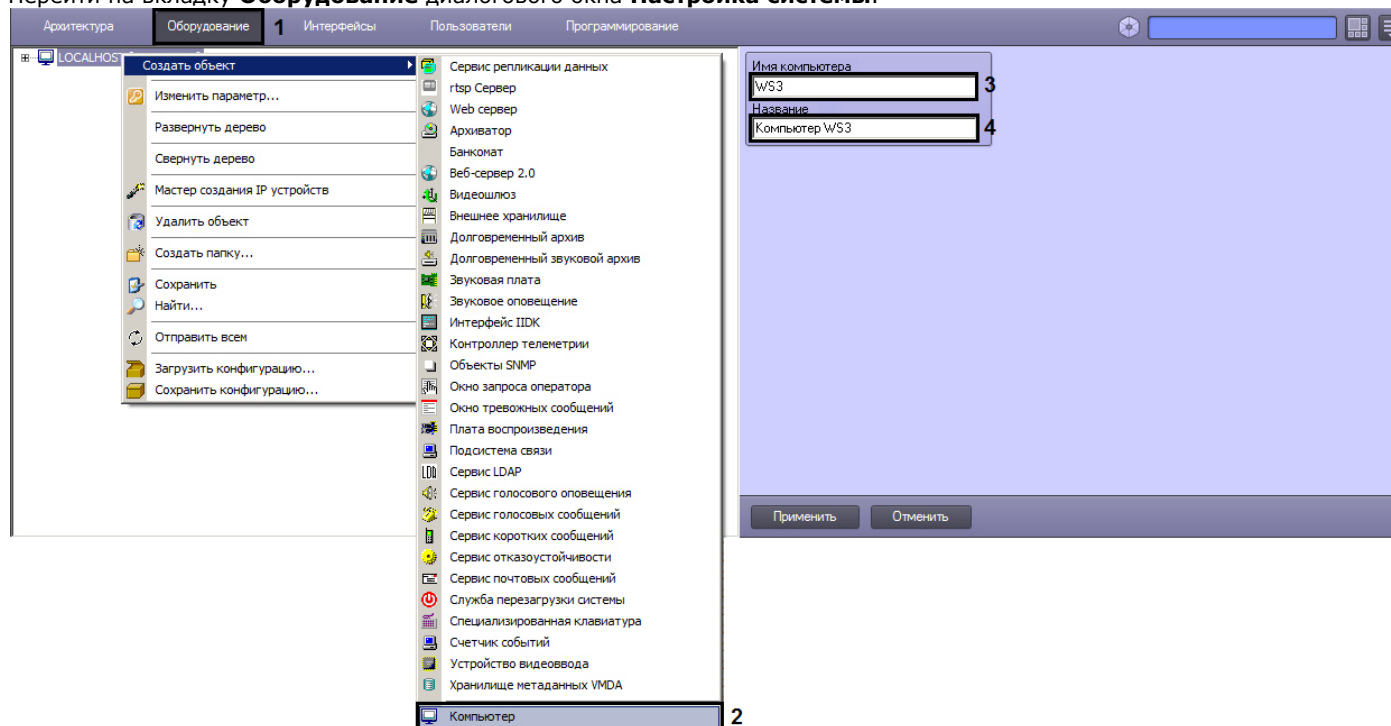 Перейти на вкладку Оборудование диалогового окна Настройка системы.
Архитектура Оборудование 1 Интерфейсы Пользователи Программирование
LOCALHOST
Создать объект
Изменить параметр...
Развернуть дерево
Свернуть дерево
Мастер создания IP устройств
Удалить объект
Создать папку...
Сохранить
Найти...
Отправить всем
Загрузить конфигурацию...
Сохранить конфигурацию...
Сервис репликации данных
rtsp Сервер
Web сервер
Архиватор
Банкомат
Веб-сервер 2.0
Видеошлюз
Внешнее хранилище
Долговременный архив
Долговременный звуковой архив
Звуковая плата
Звуковое оповещение
Интерфейс IIDK
Контроллер телеметрии
Объекты SNMP
Окно запроса оператора
Окно тревожных сообщений
Плата воспроизведения
Подсистема связи
LDD Сервис LDAP
Сервис голосового оповещения
Сервис голосовых сообщений
Сервис коротких сообщений
Сервис отказоустойчивости
Сервис почтовых сообщений
Служба перезагрузки системы
Специализированная клавиатура
Счетчик событий
Устройство видеоввода
Хранилище метаданных VMDA
Компьютер 2
Имя компьютера
WS3 3
Название
Компьютер WS3 4
Применить Отменить